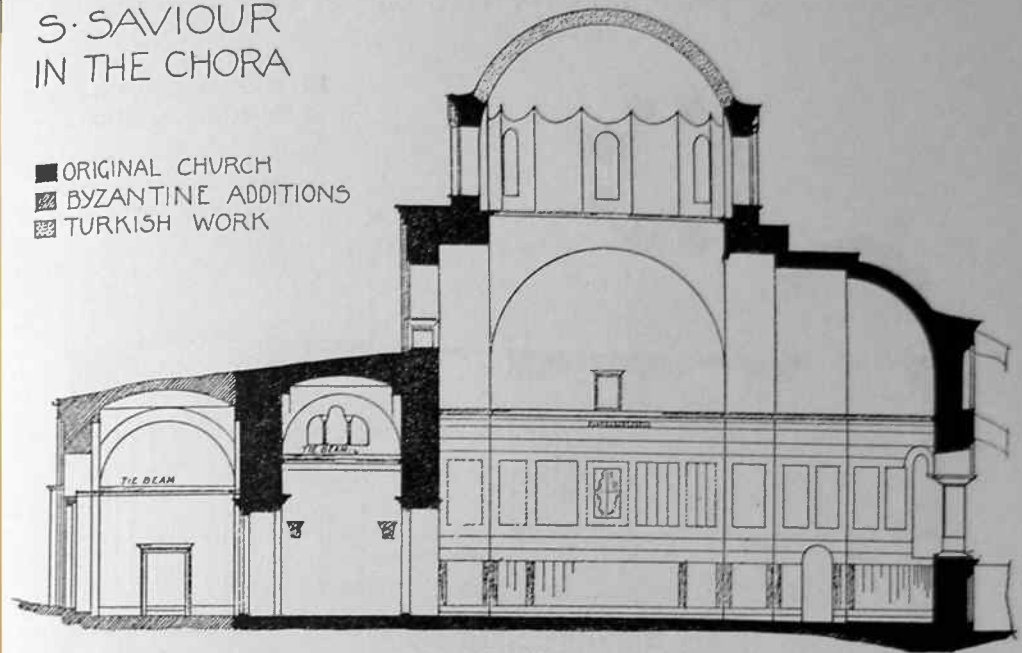 S·SAVIOUR
IN THE CHORA
ORIGINAL CHURCH
BYZANTINE ADDITIONS
TURKISH WORK
TIE BEAM
TIE BEAM